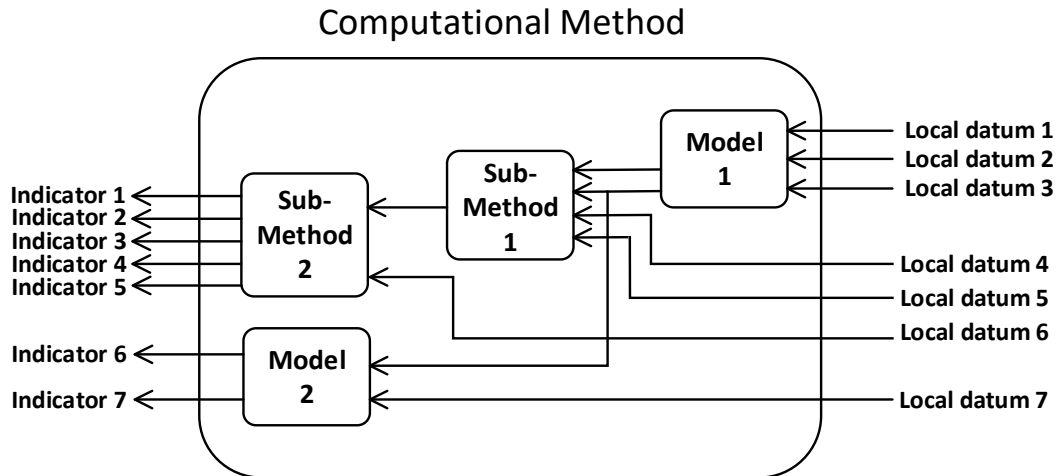 Computational Method
Model
1
Local datum 1
Local datum 2
Local datum 3
Sub-
Method
1
Indicator 1
Indicator 2
Indicator 3
Indicator 4
Indicator 5
Sub-
Method
2
Local datum 4
Local datum 5
Local datum 6
Indicator 6
Indicator 7
Model
2
Local datum 7